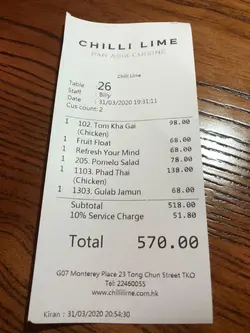 CHILLI LIME
PAN ASIA CUISINE
Chilli Lime
Table : 26
Staff : Billy
Date : 31/03/2020 19:31:11
Cus count: 2
1 102. Tom Kha Gai 98.00
(Chicken)
1 Fruit Float 68.00
1 Refresh Your Mind 68.00
1 205. Pomelo Salad 78.00
1 1103. Phad Thai 138.00
(Chicken)
1 1303. Gulab Jamun 68.00
Subtotal 518.00
10% Service Charge 51.80
Total 570.00
G07 Monterey Place 23 Tong Chun Street TKO
Tel: 22460055
www.chillilime.com.hk
Kiran : 31/03/2020 20:54:30